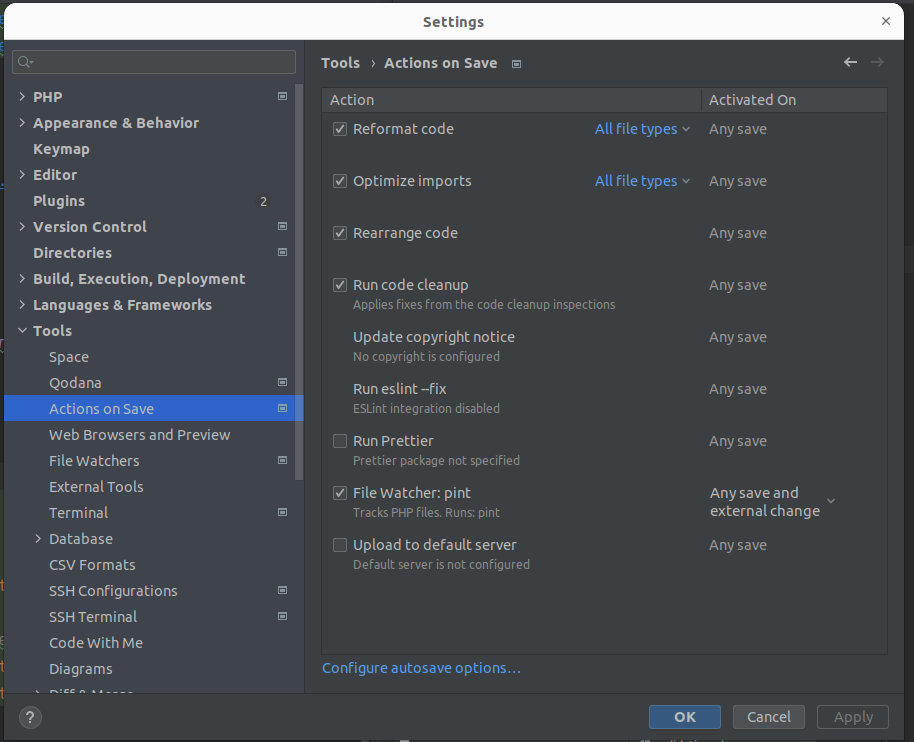 Settings
PHP
Appearance & Behavior
Keymap
Editor
Plugins 2
Version Control
Directories
Build, Execution, Deployment
Languages & Frameworks
Tools
Space
Qodana
Actions on Save
Web Browsers and Preview
File Watchers
External Tools
Terminal
Database
CSV Formats
SSH Configurations
SSH Terminal
Code With Me
Diagrams
Tools › Actions on Save
Action Activated On
Reformat code All file types Any save
Optimize imports All file types Any save
Rearrange code Any save
Run code cleanup Any save
Applies fixes from the code cleanup inspections
Update copyright notice Any save
No copyright is configured
Run eslint --fix Any save
ESLint integration disabled
Run Prettier Any save
Prettier package not specified
File Watcher: pint Any save and
external change
Tracks PHP files. Runs: pint
Upload to default server Any save
Default server is not configured
Configure autosave options...
? OK Cancel Apply